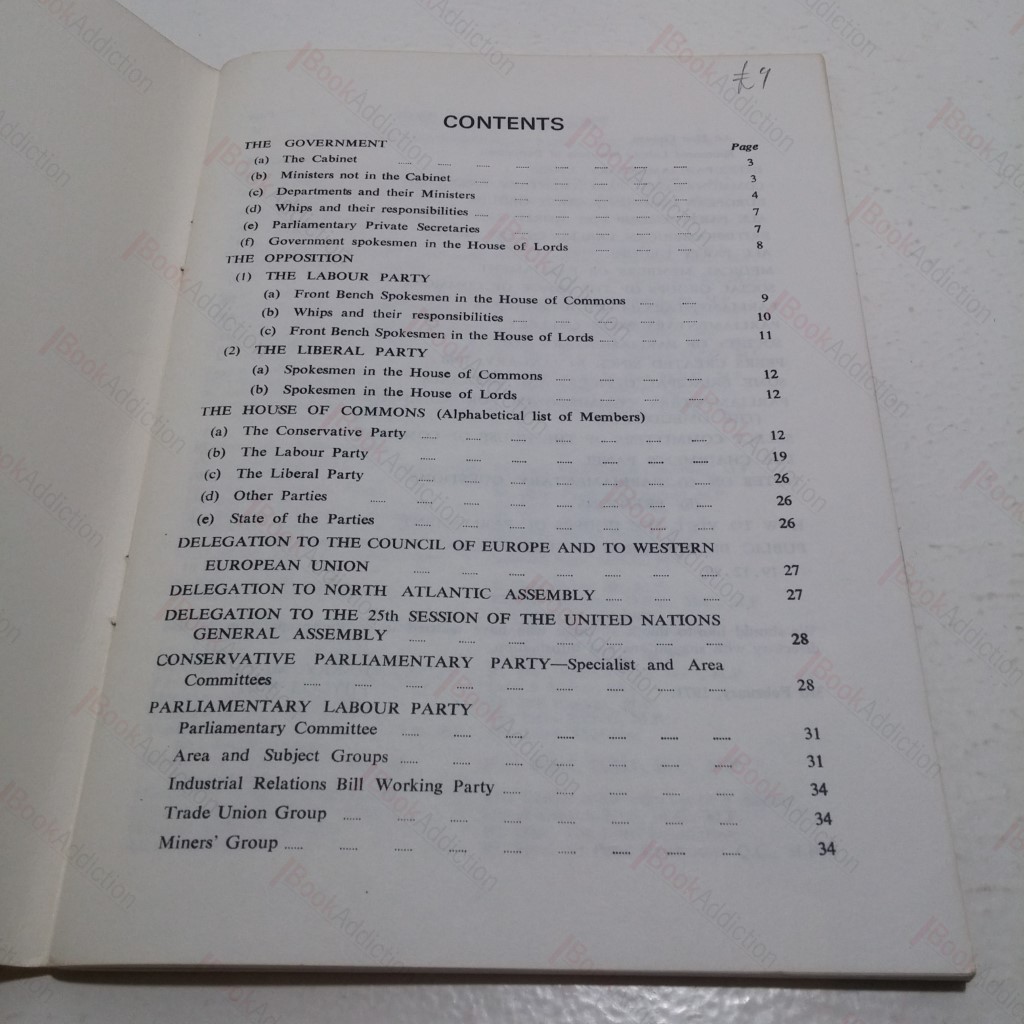 £9
CONTENTS
THE GOVERNMENT Page
(a) The Cabinet ...... ...... ...... ...... ...... ...... ...... 3
(b) Ministers not in the Cabinet ...... ...... ...... ...... ...... 3
(c) Departments and their Ministers ...... ...... ...... ...... 4
(d) Whips and their responsibilities ...... ...... ...... ...... ...... 7
(e) Parliamentary Private Secretaries ...... ...... ...... ...... 7
(f) Government spokesmen in the House of Lords ...... ...... ...... 8
THE OPPOSITION
(1) THE LABOUR PARTY
(a) Front Bench Spokesmen in the House of Commons ...... ...... 9
(b) Whips and their responsibilities ...... ...... ...... ...... 10
(c) Front Bench Spokesmen in the House of Lords ...... ...... ...... 11
(2) THE LIBERAL PARTY
(a) Spokesmen in the House of Commons ...... ...... ...... ...... 12
(b) Spokesmen in the House of Lords ...... ...... ...... ...... 12
THE HOUSE OF COMMONS (Alphabetical list of Members)
(a) The Conservative Party ...... ...... ...... ...... ...... ...... 12
(b) The Labour Party ...... ...... ...... ...... ...... ...... 19
(c) The Liberal Party ...... ...... ...... ...... ...... ...... 26
(d) Other Parties ...... ...... ...... ...... ...... ...... ...... 26
(e) State of the Parties ...... ...... ...... ...... ...... ...... 26
DELEGATION TO THE COUNCIL OF EUROPE AND TO WESTERN
EUROPEAN UNION ...... ...... ...... ...... ...... ...... 27
DELEGATION TO NORTH ATLANTIC ASSEMBLY ...... ...... ...... 27
DELEGATION TO THE 25th SESSION OF THE UNITED NATIONS
GENERAL ASSEMBLY ...... ...... ...... ...... ...... ...... 28
CONSERVATIVE PARLIAMENTARY PARTY—Specialist and Area
Committees ...... ...... ...... ...... ...... ...... ...... ...... 28
PARLIAMENTARY LABOUR PARTY
Parliamentary Committee ...... ...... ...... ...... ...... ...... ...... 31
Area and Subject Groups ...... ...... ...... ...... ...... ...... ...... 31
Industrial Relations Bill Working Party ...... ...... ...... ...... ...... 34
Trade Union Group ...... ...... ...... ...... ...... ...... ...... ...... 34
Miners' Group ...... ...... ...... ...... ...... ...... ...... ...... ...... 34
BookAddiction